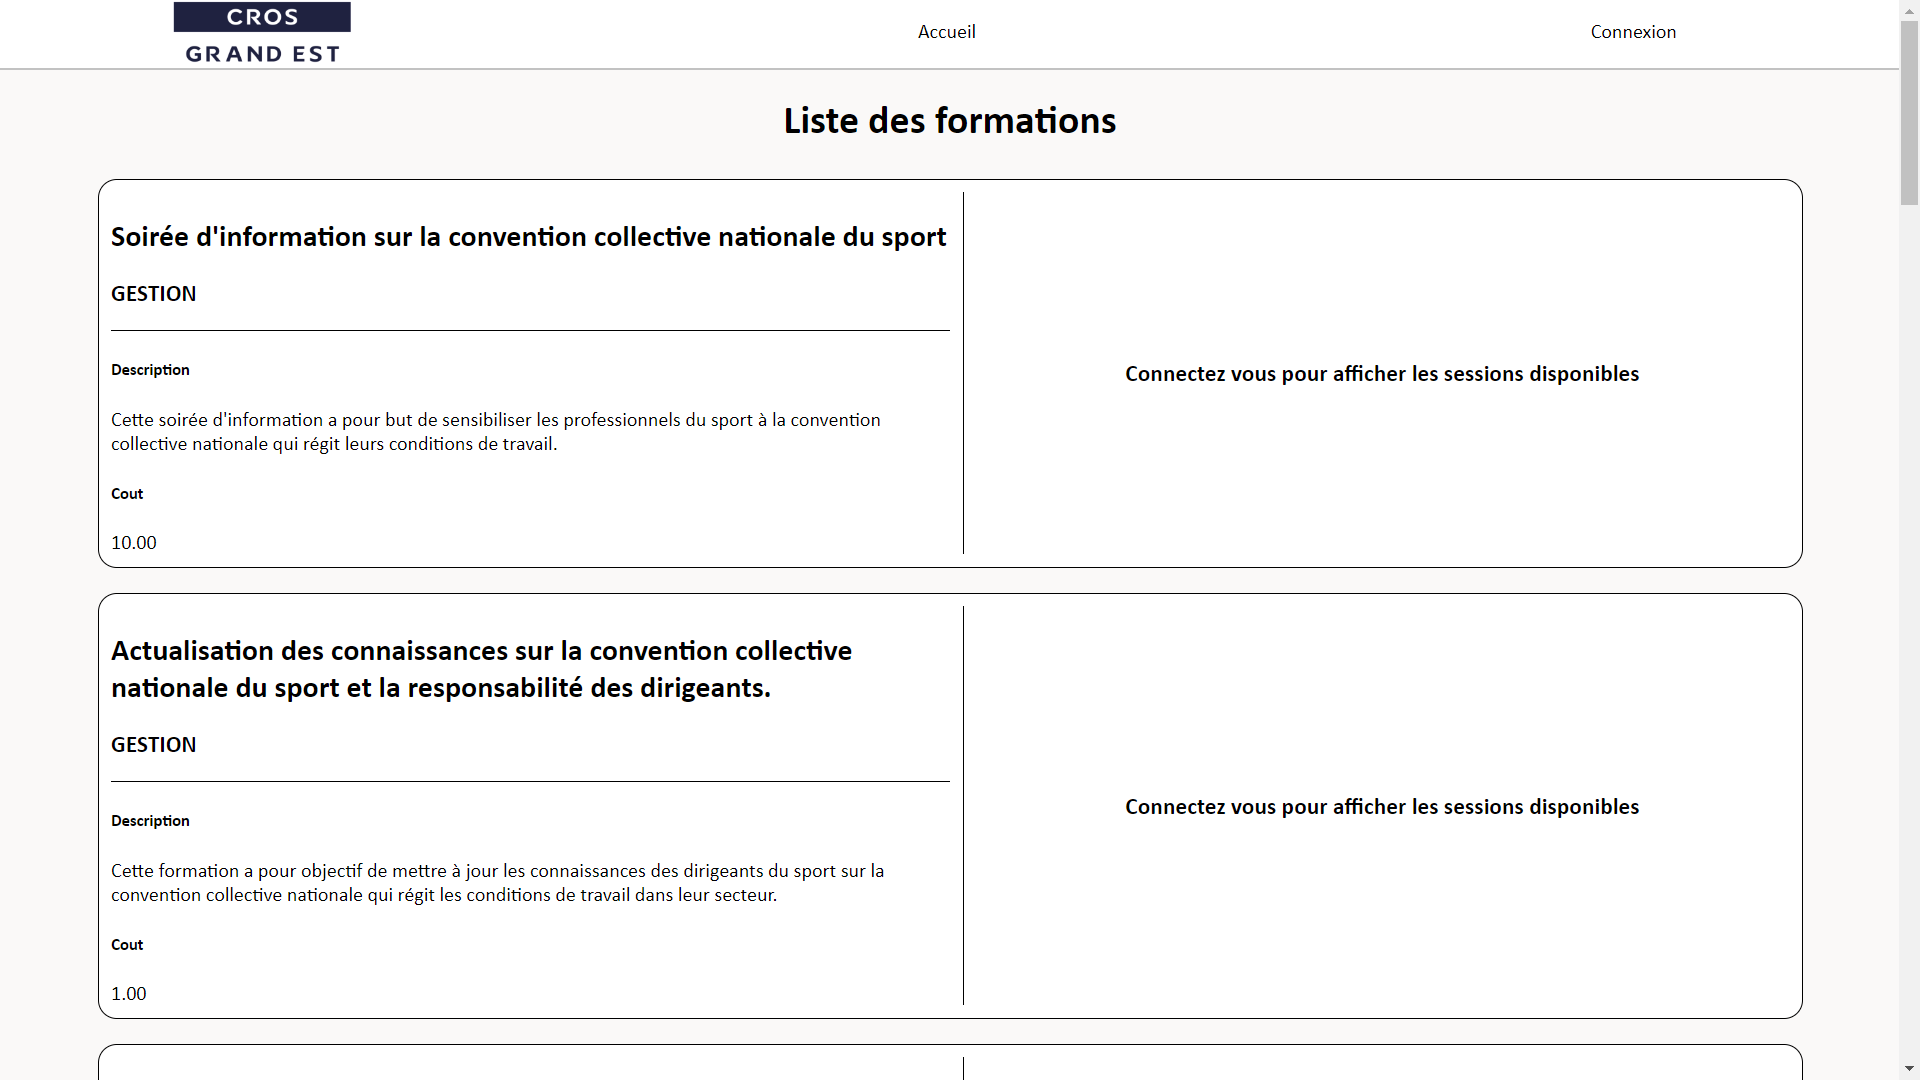 CROS
GRAND EST
Accueil
Connexion
Liste des formations
Soirée d'information sur la convention collective nationale du sport
GESTION
Description
Cette soirée d'information a pour but de sensibiliser les professionnels du sport à la convention
collective nationale qui régit leurs conditions de travail.
Cout
10.00
Connectez vous pour afficher les sessions disponibles
Actualisation des connaissances sur la convention collective
nationale du sport et la responsabilité des dirigeants.
GESTION
Description
Cette formation a pour objectif de mettre à jour les connaissances des dirigeants du sport sur la
convention collective nationale qui régit les conditions de travail dans leur secteur.
Cout
1.00
Connectez vous pour afficher les sessions disponibles